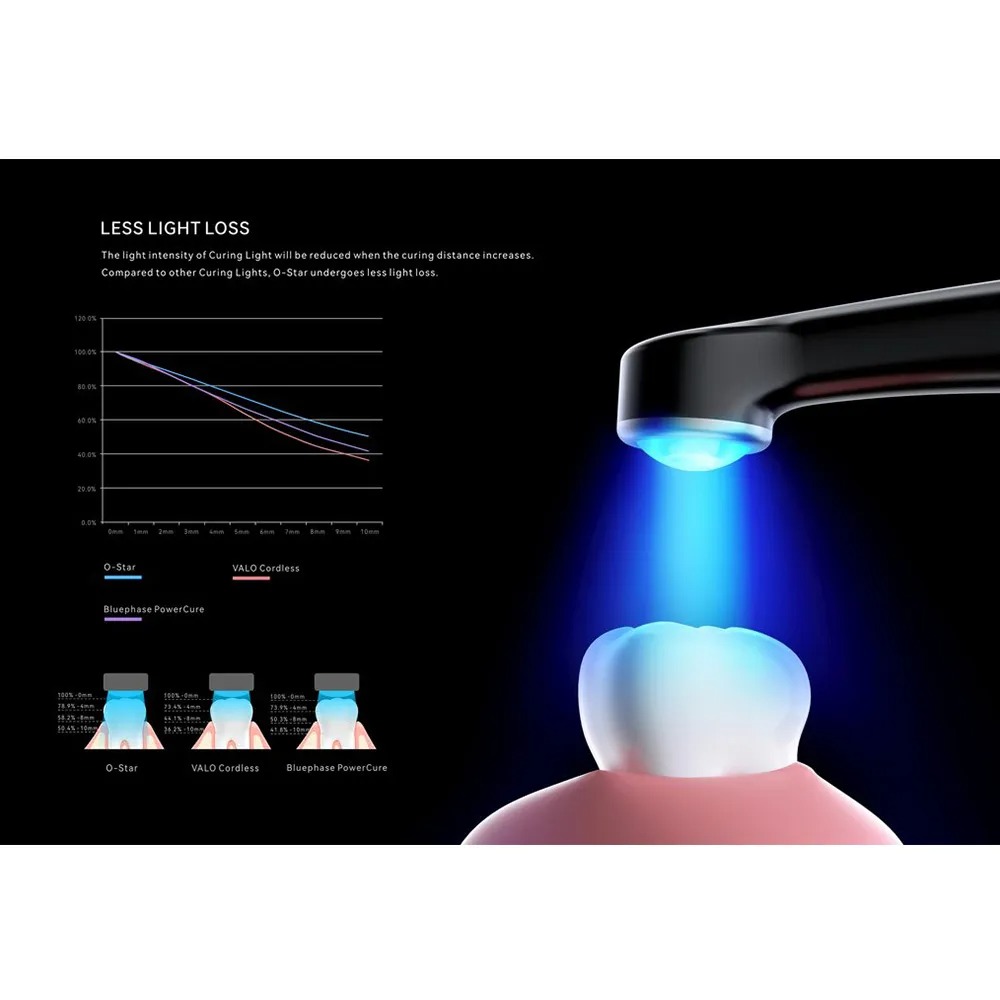 LESS LIGHT LOSS
The light intensity of Curing Light will be reduced when the curing distance increases.
Compared to other Curing Lights, O-Star undergoes less light loss.
120.0%
100.0%
80.0%
60.0%
40.0%
20.0%
0.0%
0mm 1mm 2mm 3mm 4mm 5mm 6mm 7mm 8mm 9mm 10mm
O-Star
VALO Cordless
Bluephase PowerCure
100% -0mm
78.9% -4mm
58.2% -8mm
50.4% -10mm
O-Star
100% -0mm
73.4% -4mm
44.1% -8mm
36.2% -10mm
VALO Cordless
100% -0mm
73.9% -4mm
50.3% -8mm
41.8% -10mm
Bluephase PowerCure